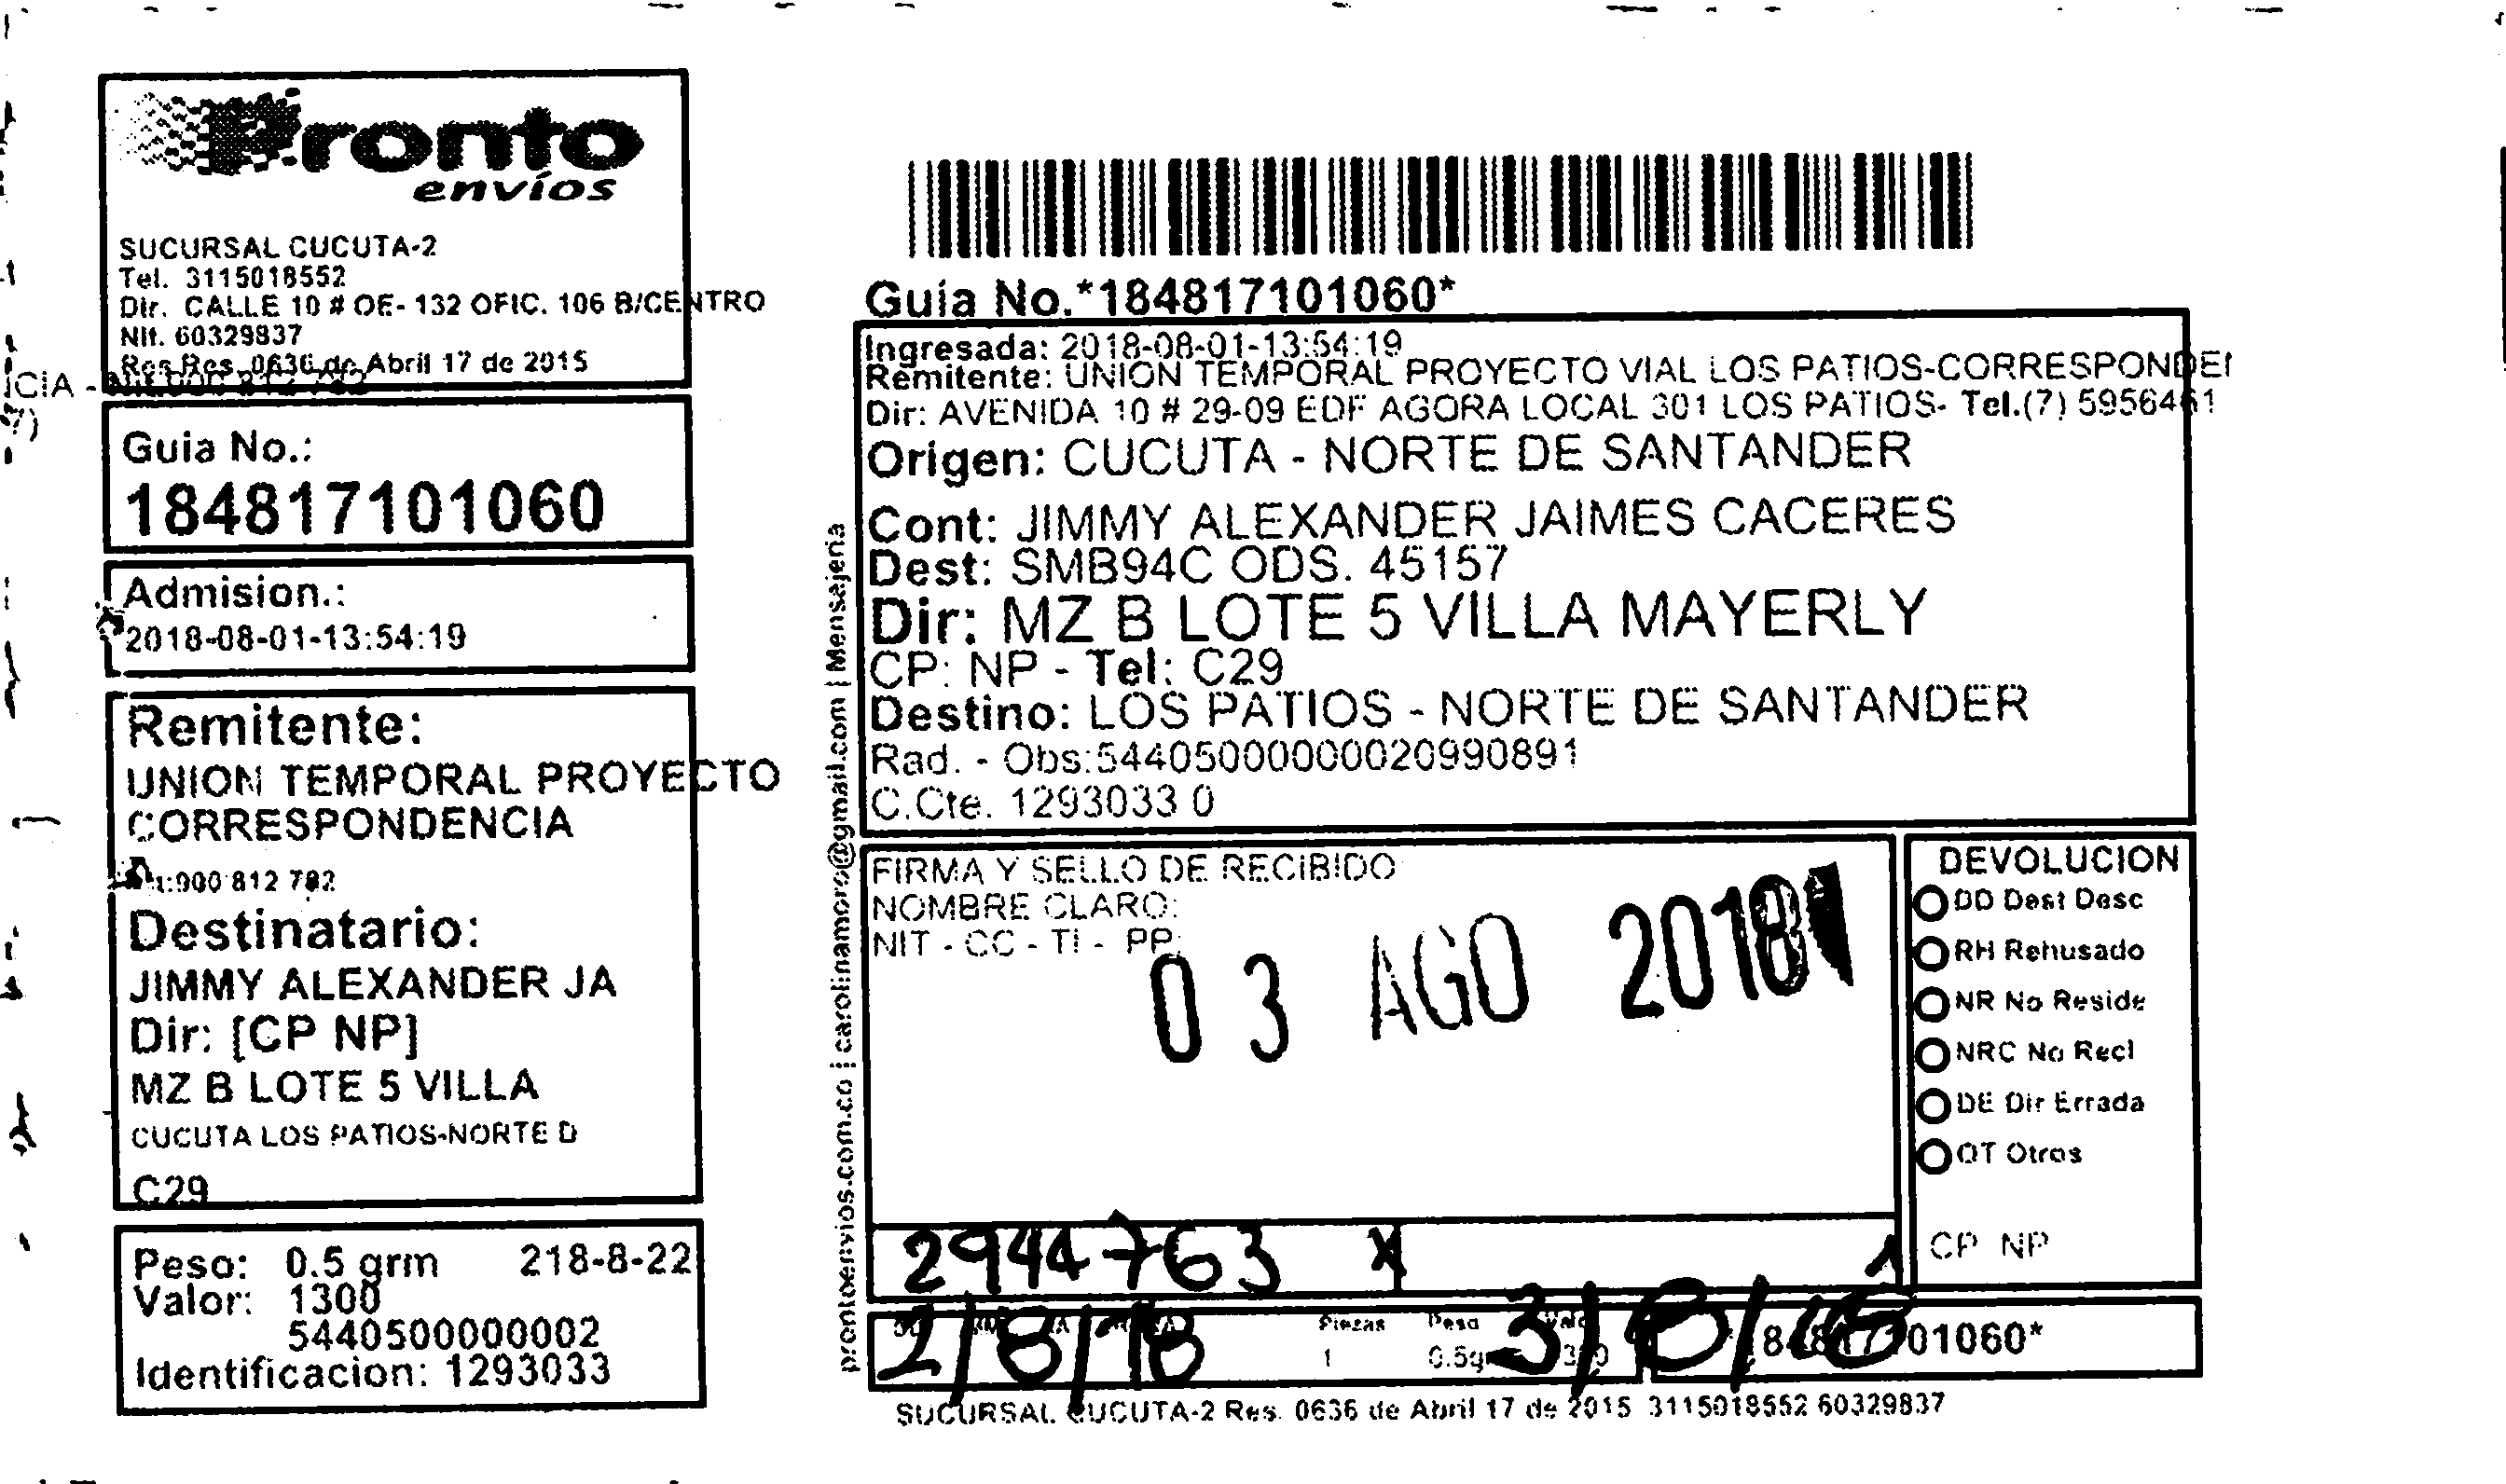 Pronto
envíos
SUCURSAL CUCUTA-2
Tel. 3115018552
Dir. CALLE 10 # OE- 132 OFIC. 106 B/CENTRO
Nit. 60329837
Res. 0636 de Abril 17 de 2015
Guia No.:
184817101060
Admision.:
2018-08-01-13:54:19
Remitente:
UNION TEMPORAL PROYECTO
CORRESPONDENCIA
900 812 782
Destinatario:
JIMMY ALEXANDER JA
Dir: [CP NP]
MZ B LOTE 5 VILLA
CUCUTA LOS PATIOS-NORTE D
C29
Peso: 0.5 grm 218-8-22
Valor: 1300
5440500000002
Identificacion: 1293033
prontoenvios.com.co | carolinamoro@gmail.com | Mensajeria
Guia No.*184817101060*
Ingresada: 2018-08-01-13:54:19
Remitente: UNION TEMPORAL PROYECTO VIAL LOS PATIOS-CORRESPONDEN
Dir: AVENIDA 10 # 29-09 EDF AGORA LOCAL 301 LOS PATIOS- Tel.(7) 5956461
Origen: CUCUTA - NORTE DE SANTANDER
Cont: JIMMY ALEXANDER JAIMES CACERES
Dest: SMB94C ODS. 45157
Dir: MZ B LOTE 5 VILLA MAYERLY
CP: NP - Tel: C29
Destino: LOS PATIOS - NORTE DE SANTANDER
Rad. - Obs:54405000000020990891
C.Cte. 1293033 0
FIRMA Y SELLO DE RECIBIDO
NOMBRE CLARO:
NIT - CC - TI - PP:
03 AGO 2018
2944763 X
2/8/18
Piezas Peso
1 0.5gr
01060*
DEVOLUCION
DD Dest Desc
RH Rehusado
NR No Reside
NRC No Recl
DE Dir Errada
OT Otros
CP NP
SUCURSAL CUCUTA-2 Res. 0636 de Abril 17 de 2015 3115018552 60329837